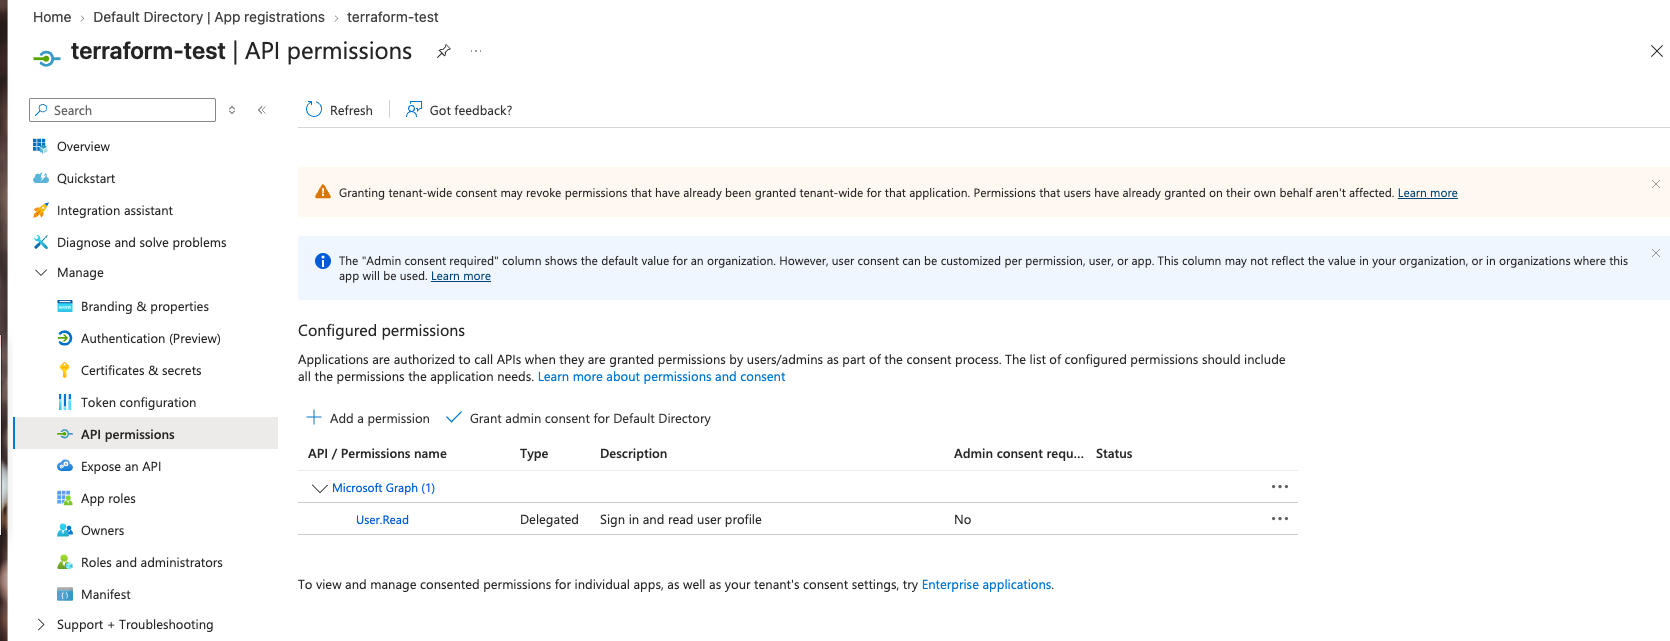 Home > Default Directory | App registrations > terraform-test
terraform-test | API permissions
Search
Refresh
Got feedback?
Overview
Quickstart
Integration assistant
Diagnose and solve problems
Manage
Branding & properties
Authentication (Preview)
Certificates & secrets
Token configuration
API permissions
Expose an API
App roles
Owners
Roles and administrators
Manifest
Support + Troubleshooting
Granting tenant-wide consent may revoke permissions that have already been granted tenant-wide for that application. Permissions that users have already granted on their own behalf aren't affected. Learn more
The "Admin consent required" column shows the default value for an organization. However, user consent can be customized per permission, user, or app. This column may not reflect the value in your organization, or in organizations where this
app will be used. Learn more
Configured permissions
Applications are authorized to call APIs when they are granted permissions by users/admins as part of the consent process. The list of configured permissions should include
all the permissions the application needs. Learn more about permissions and consent
Add a permission
Grant admin consent for Default Directory
API / Permissions name Type Description Admin consent requ... Status
Microsoft Graph (1)
User.Read Delegated Sign in and read user profile No
To view and manage consented permissions for individual apps, as well as your tenant's consent settings, try Enterprise applications.